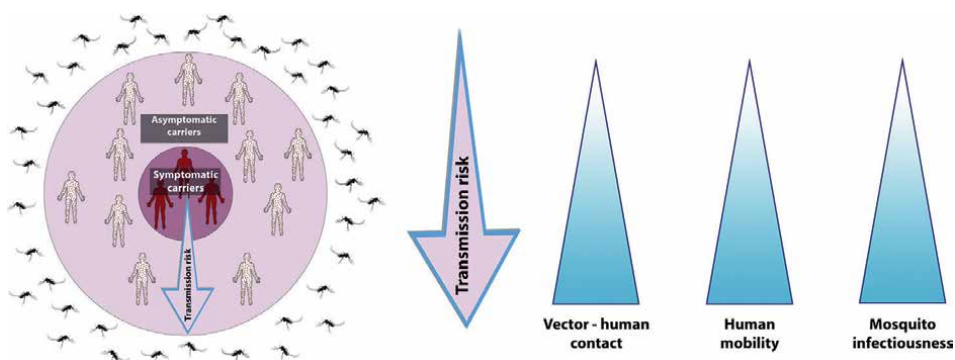 Asymptomatic
carriers
Symptomatic
carriers
Transmission risk
Transmission risk
Vector - human
contact
Human
mobility
Mosquito
infectiousness